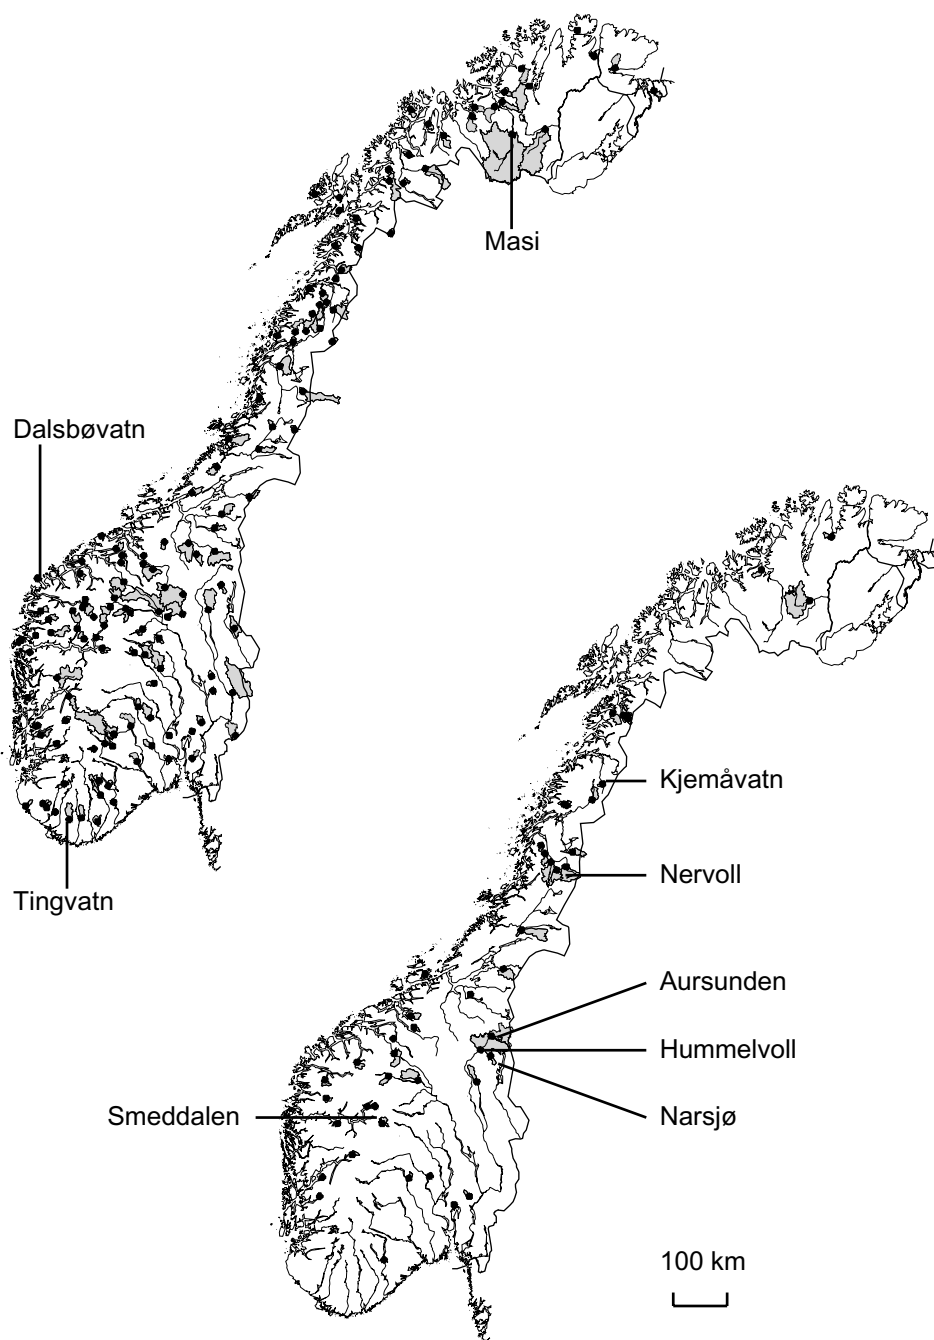 Masi
Dalsbøvatn
Tingvatn
Kjemåvatn
Nervoll
Aursunden
Hummelvoll
Narsjø
Smeddalen
100 km